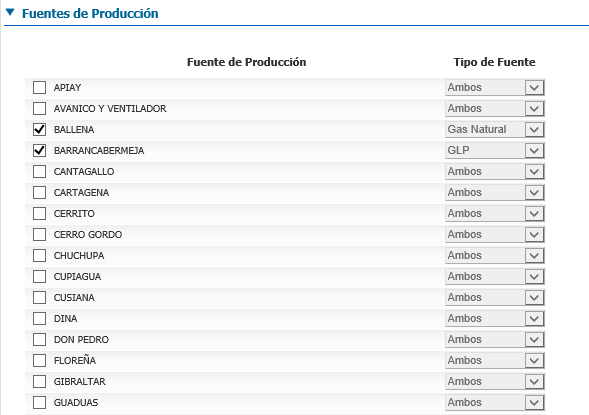 Fuentes de Producción
Fuente de Producción Tipo de Fuente
APIAY Ambos
AVANICO Y VENTILADOR Ambos
BALLENA Gas Natural
BARRANCABERMEJA GLP
CANTAGALLO Ambos
CARTAGENA Ambos
CERRITO Ambos
CERRO GORDO Ambos
CHUCHUPA Ambos
CUPIAGUA Ambos
CUSIANA Ambos
DINA Ambos
DON PEDRO Ambos
FLOREÑA Ambos
GIBRALTAR Ambos
GUADUAS Ambos